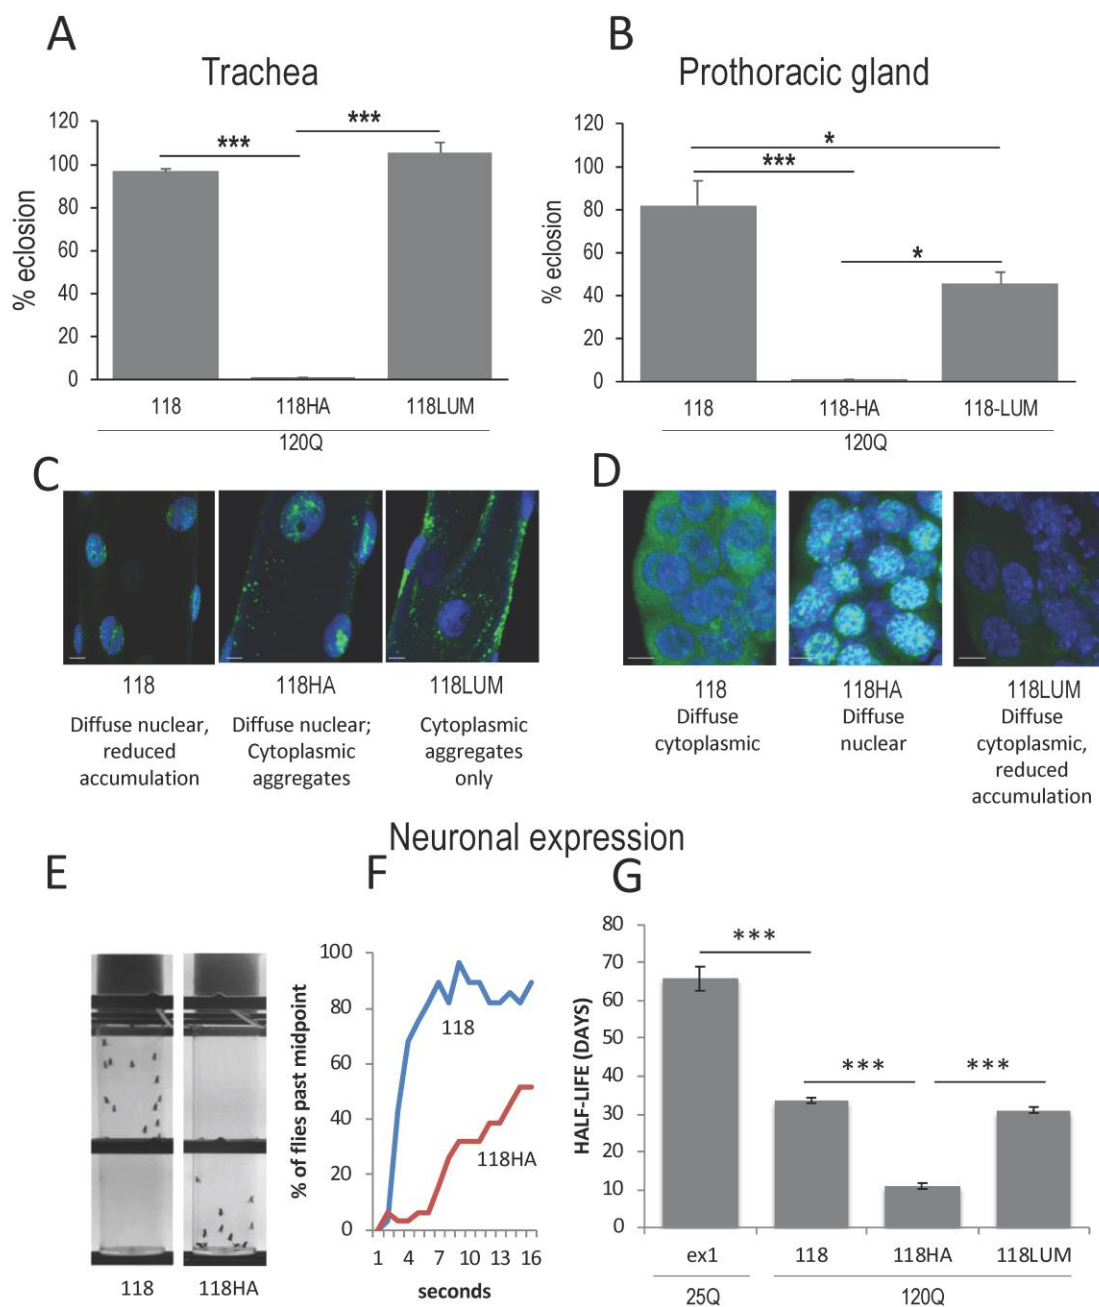 A
Trachea
120
100
80
60
40
20
0
% eclosion
***
***
118
118HA
118LUM
120Q
B
Prothoracic gland
120
100
80
60
40
20
0
% eclosion
*
***
*
118
118-HA
118-LUM
120Q
C
118
118HA
118LUM
Diffuse nuclear,
reduced
accumulation
Diffuse nuclear;
Cytoplasmic
aggregates
Cytoplasmic
aggregates
only
D
118
118HA
118LUM
Diffuse
cytoplasmic
Diffuse
nuclear
Diffuse
cytoplasmic,
reduced
accumulation
Neuronal expression
E
118
118HA
F
% of flies past midpoint
100
80
60
40
20
0
118
118HA
1 4 7 10 13 16
seconds
G
HALF-LIFE (DAYS)
80
70
60
50
40
30
20
10
0
***
***
***
ex1
118
118HA
118LUM
25Q
120Q